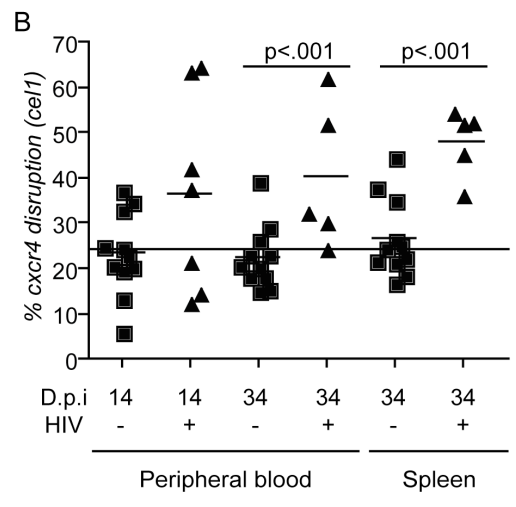 B
% cxcr4 disruption (cel1)
70
p<.001 p<.001
60
50
40
30
20
10
0
D.p.i 14 14 34 34 34 34
HIV - + - + - +
Peripheral blood Spleen